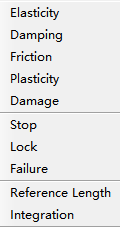 Elasticity
Damping
Friction
Plasticity
Damage
Stop
Lock
Failure
Reference Length
Integration